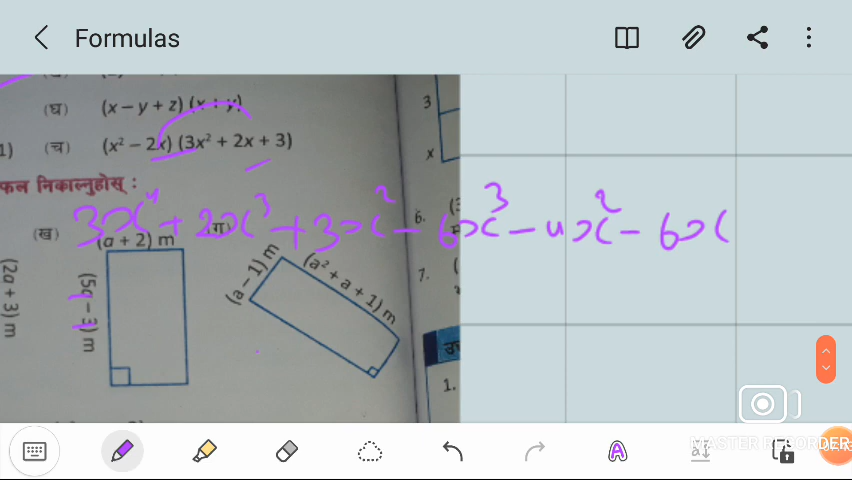 Formulas
(घ) (x – y + z) (x + y)
1) (च) (x² – 2x) (3x² + 2x + 3)
फल निकाल्नुहोस् :
3x⁴ + 2x³ + 3x² - 6x³ - 4x² - 6x
(ख) (a + 2) m
(5a – 3) m
(2a + 3) m
(ग)
(a – 1) m
(a² + a + 1) m
3
x
6.
7.
1.
MASTER RECORDER